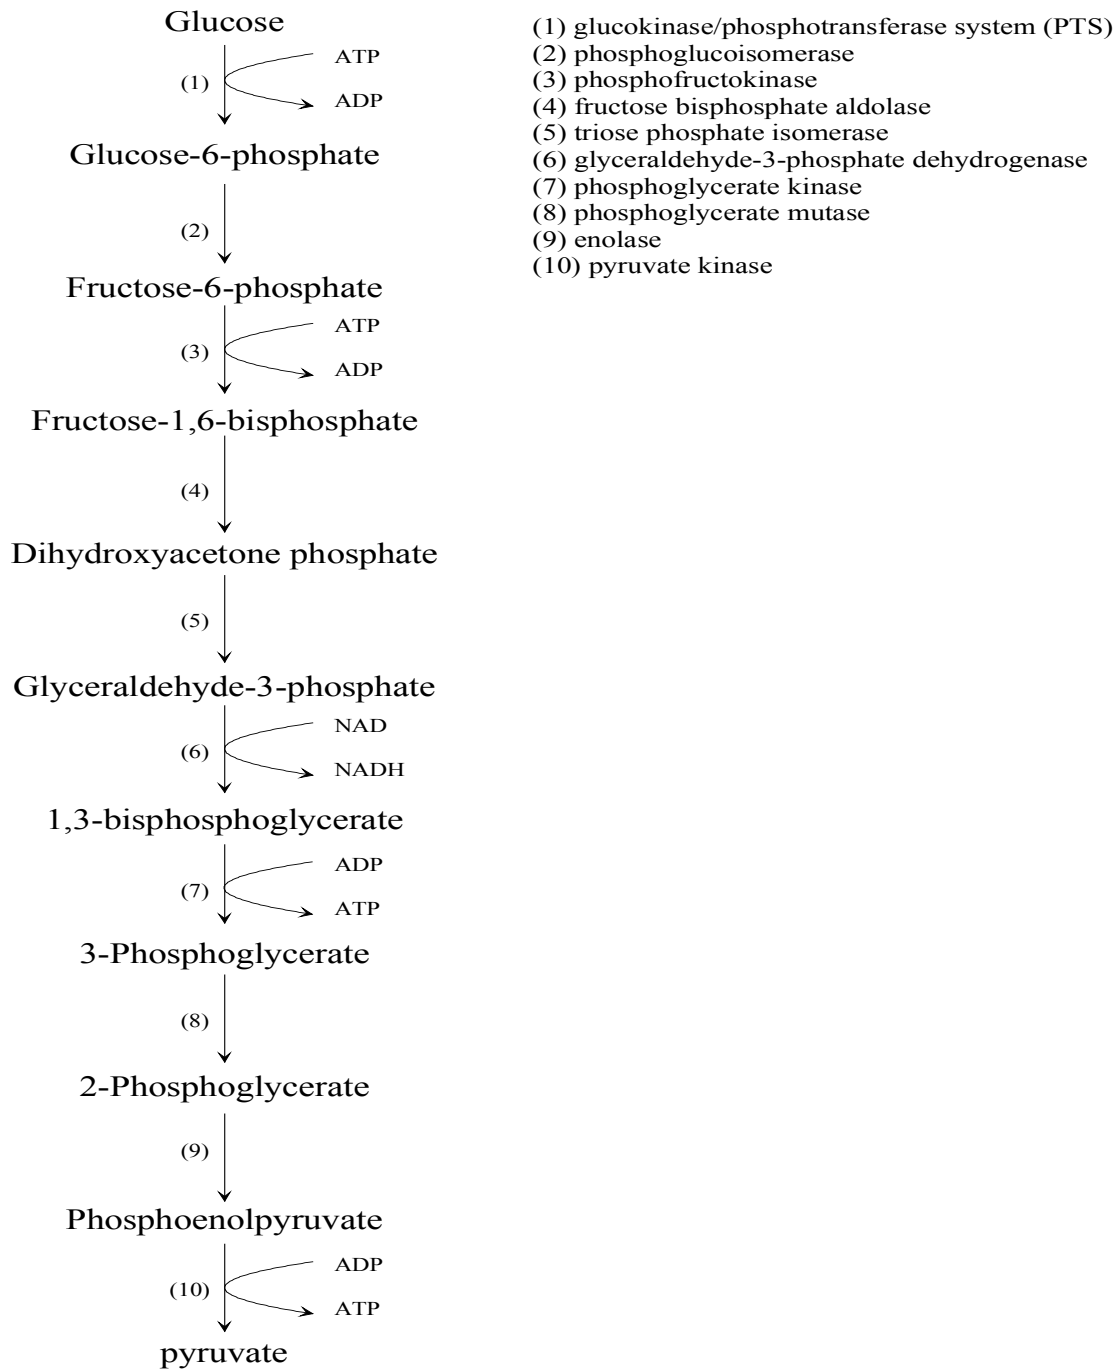 Glucose
(1)
ATP
ADP
Glucose-6-phosphate
(2)
Fructose-6-phosphate
(3)
ATP
ADP
Fructose-1,6-bisphosphate
(4)
Dihydroxyacetone phosphate
(5)
Glyceraldehyde-3-phosphate
(6)
NAD
NADH
1,3-bisphosphoglycerate
(7)
ADP
ATP
3-Phosphoglycerate
(8)
2-Phosphoglycerate
(9)
Phosphoenolpyruvate
(10)
ADP
ATP
pyruvate
(1) glucokinase/phosphotransferase system (PTS)
(2) phosphoglucoisomerase
(3) phosphofructokinase
(4) fructose bisphosphate aldolase
(5) triose phosphate isomerase
(6) glyceraldehyde-3-phosphate dehydrogenase
(7) phosphoglycerate kinase
(8) phosphoglycerate mutase
(9) enolase
(10) pyruvate kinase